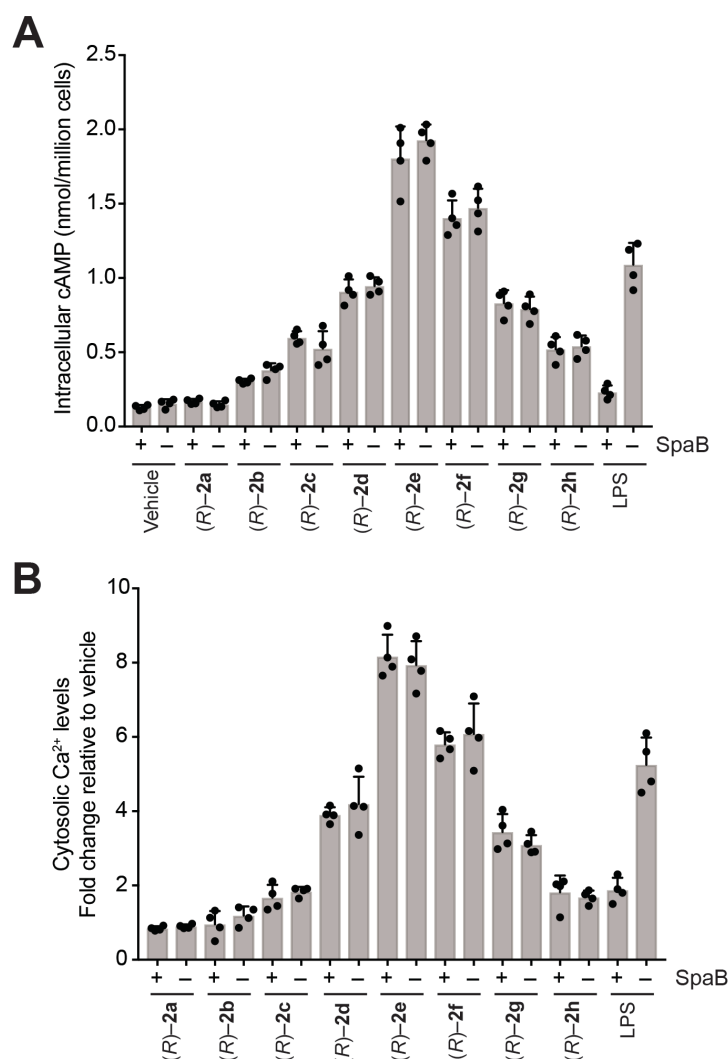 A
Intracellular cAMP (nmol/million cells)
2.5
2.0
1.5
1.0
0.5
0.0
+ – + – + – + – + – + – + – + – + – + – SpaB
Vehicle
(R)–2a
(R)–2b
(R)–2c
(R)–2d
(R)–2e
(R)–2f
(R)–2g
(R)–2h
LPS
B
Cytosolic Ca²⁺ levels
Fold change relative to vehicle
10
8
6
4
2
0
+ – + – + – + – + – + – + – + – + – SpaB
(R)–2a
(R)–2b
(R)–2c
(R)–2d
(R)–2e
(R)–2f
(R)–2g
(R)–2h
LPS